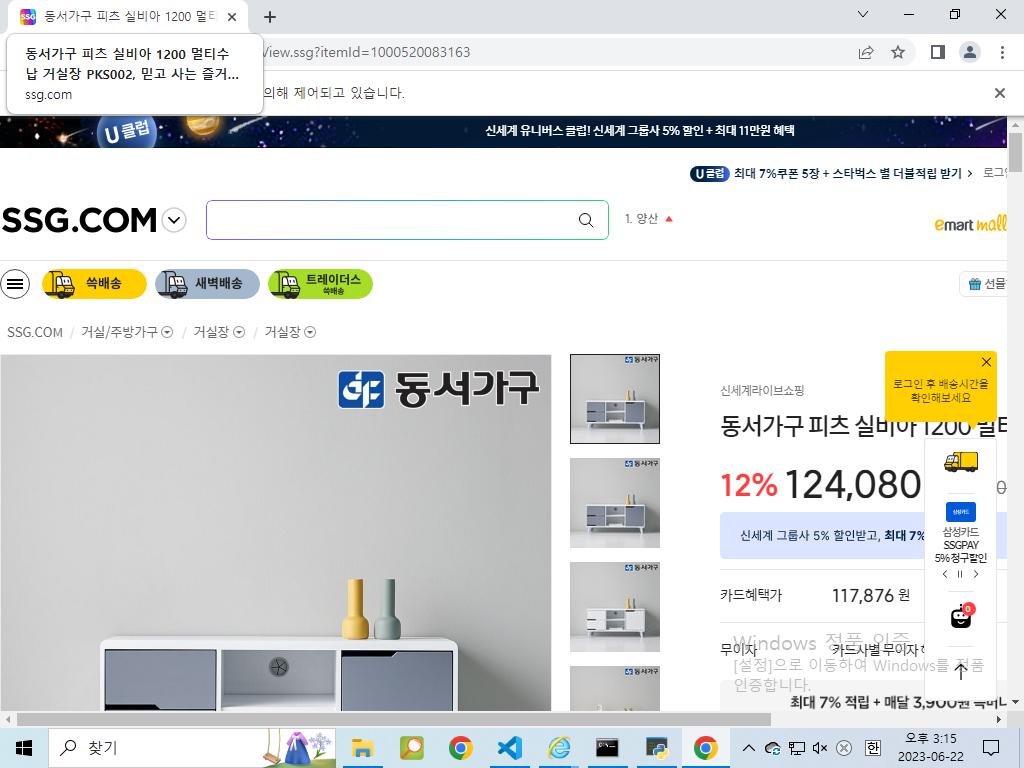 동서가구 피츠 실비아 1200 멀티
동서가구 피츠 실비아 1200 멀티수
납 거실장 PKS002, 믿고 사는 즐거...
ssg.com
View.ssg?itemId=1000520083163
의해 제어되고 있습니다.
U클럽
신세계 유니버스 클럽! 신세계 그룹사 5% 할인 + 최대 11만원 혜택
U클럽 최대 7%쿠폰 5장 + 스타벅스 별 더블적립 받기 >
로그인
SSG.COM
1. 양산
emart mall
쓱배송
새벽배송
트레이더스
쓱배송
선물
SSG.COM / 거실/주방가구 / 거실장 / 거실장
동서가구
신세계라이브쇼핑
로그인 후 배송시간을
확인해보세요
동서가구 피츠 실비아 1200 멀티
12% 124,080
신세계 그룹사 5% 할인받고, 최대 7%
삼성카드
삼성카드
SSGPAY
5% 청구할인
카드혜택가 117,876 원
0
무이자 카드사별 무이자
Windows 정품 인증
[설정]으로 이동하여 Windows를 정품
인증합니다.
최대 7% 적립 + 매달 3,900원
찾기
한
오후 3:15
2023-06-22